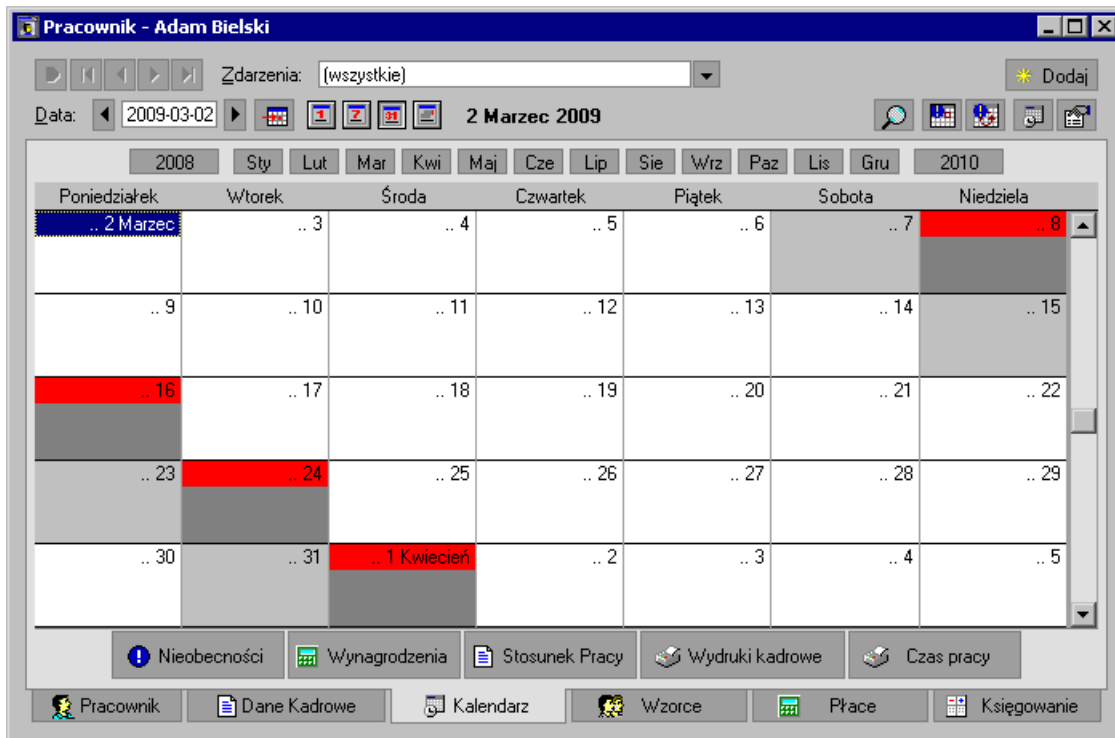 Pracownik - Adam Bielski
Zdarzenia: (wszystkie) Dodaj
Data: 2009-03-02 1 7 31 2 Marzec 2009
2008 Sty Lut Mar Kwi Maj Cze Lip Sie Wrz Paz Lis Gru 2010
Poniedziałek Wtorek Środa Czwartek Piątek Sobota Niedziela
.. 2 Marzec .. 3 .. 4 .. 5 .. 6 .. 7 .. 8
.. 9 .. 10 .. 11 .. 12 .. 13 .. 14 .. 15
.. 16 .. 17 .. 18 .. 19 .. 20 .. 21 .. 22
.. 23 .. 24 .. 25 .. 26 .. 27 .. 28 .. 29
.. 30 .. 31 .. 1 Kwiecień .. 2 .. 3 .. 4 .. 5
Nieobecności Wynagrodzenia Stosunek Pracy Wydruki kadrowe Czas pracy
Pracownik Dane Kadrowe Kalendarz Wzorce Płace Księgowanie